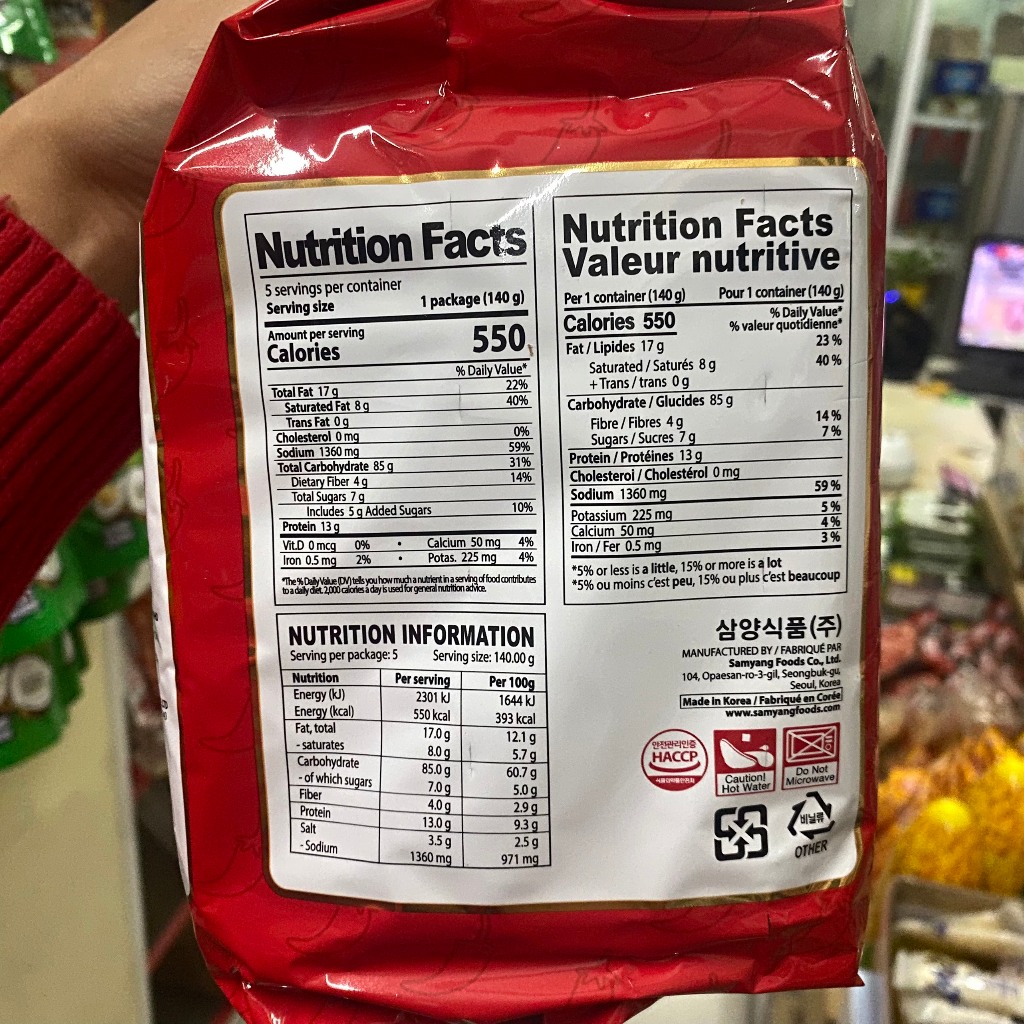 Nutrition Facts
5 servings per container
Serving size 1 package (140 g)
Amount per serving
Calories 550
% Daily Value*
Total Fat 17 g 22%
Saturated Fat 8 g 40%
Trans Fat 0 g
Cholesterol 0 mg 0%
Sodium 1360 mg 59%
Total Carbohydrate 85 g 31%
Dietary Fiber 4 g 14%
Total Sugars 7 g
Includes 5 g Added Sugars 10%
Protein 13 g
Vit.D 0 mcg 0% • Calcium 50 mg 4%
Iron 0.5 mg 2% • Potas. 225 mg 4%
*The % Daily Value (DV) tells you how much a nutrient in a serving of food contributes
to a daily diet. 2,000 calories a day is used for general nutrition advice.
Nutrition Facts
Valeur nutritive
Per 1 container (140 g) Pour 1 container (140 g)
Calories 550
% Daily Value*
% valeur quotidienne*
Fat / Lipides 17 g 23 %
Saturated / Saturés 8 g 40 %
+ Trans / trans 0 g
Carbohydrate / Glucides 85 g
Fibre / Fibres 4 g 14 %
Sugars / Sucres 7 g 7 %
Protein / Protéines 13 g
Cholesterol / Cholestérol 0 mg
Sodium 1360 mg 59 %
Potassium 225 mg 5 %
Calcium 50 mg 4 %
Iron / Fer 0.5 mg 3 %
*5% or less is a little, 15% or more is a lot
*5% ou moins c'est peu, 15% ou plus c'est beaucoup
NUTRITION INFORMATION
Serving per package: 5 Serving size: 140.00 g
Nutrition Per serving Per 100g
Energy (kJ) 2301 kJ 1644 kJ
Energy (kcal) 550 kcal 393 kcal
Fat, total 17.0 g 12.1 g
- saturates 8.0 g 5.7 g
Carbohydrate 85.0 g 60.7 g
- of which sugars 7.0 g 5.0 g
Fiber 4.0 g 2.9 g
Protein 13.0 g 9.3 g
Salt 3.5 g 2.5 g
- Sodium 1360 mg 971 mg
삼양식품(주)
MANUFACTURED BY / FABRIQUÉ PAR
Samyang Foods Co., Ltd.
104, Opaesan-ro-3-gil, Seongbuk-gu,
Seoul, Korea
Made in Korea / Fabriqué en Corée
www.samyangfoods.com
안전관리인증
HACCP
식품의약품안전처
Caution!
Hot Water
Do Not
Microwave
비닐류
OTHER